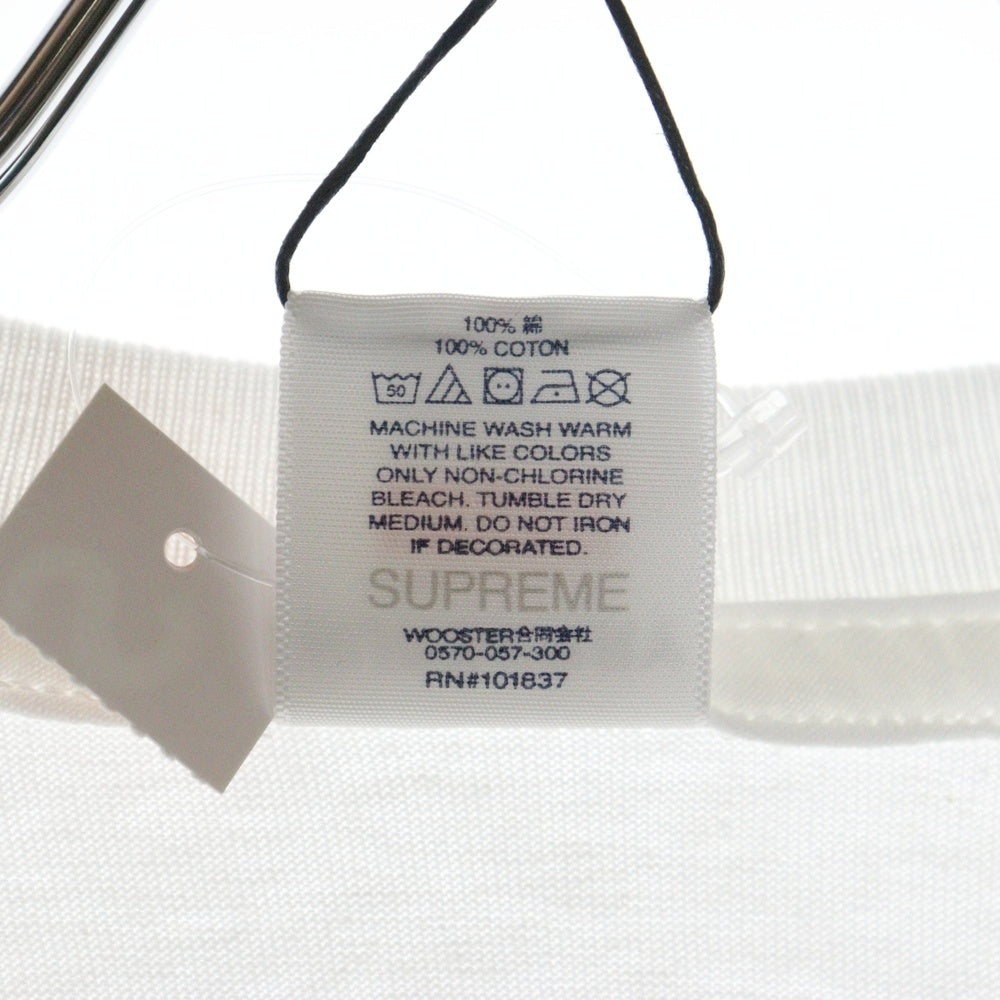 100% 綿
100% COTON
50
MACHINE WASH WARM
WITH LIKE COLORS
ONLY NON-CHLORINE
BLEACH. TUMBLE DRY
MEDIUM. DO NOT IRON
IF DECORATED.
SUPREME
WOOSTER合同会社
0570-057-300
RN#101837